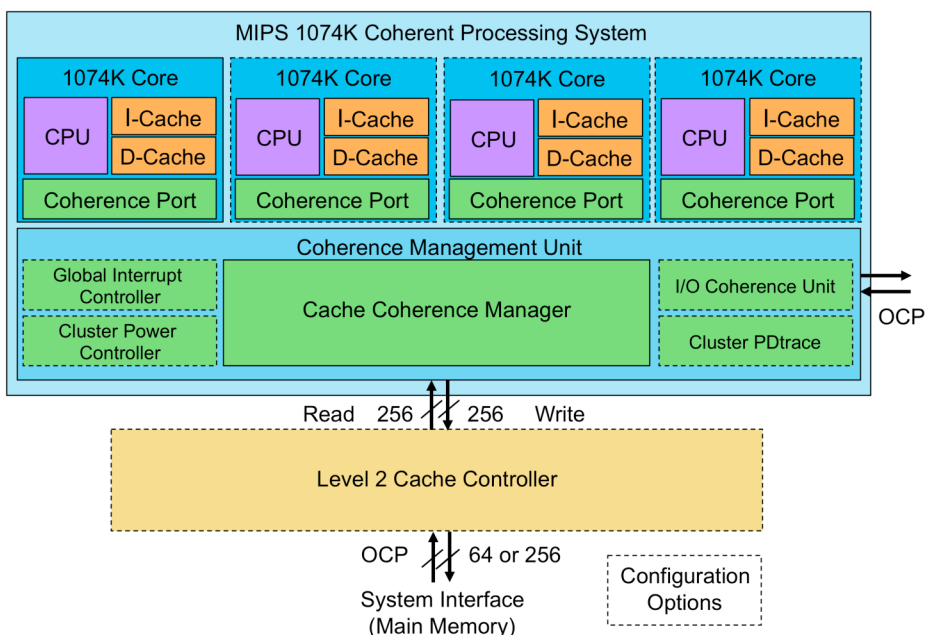 MIPS 1074K Coherent Processing System
1074K Core
CPU
I-Cache
D-Cache
Coherence Port
1074K Core
CPU
I-Cache
D-Cache
Coherence Port
1074K Core
CPU
I-Cache
D-Cache
Coherence Port
1074K Core
CPU
I-Cache
D-Cache
Coherence Port
Coherence Management Unit
Global Interrupt
Controller
Cluster Power
Controller
Cache Coherence Manager
I/O Coherence Unit
Cluster PDtrace
OCP
Read 256 256 Write
Level 2 Cache Controller
OCP 64 or 256
System Interface
(Main Memory)
Configuration
Options